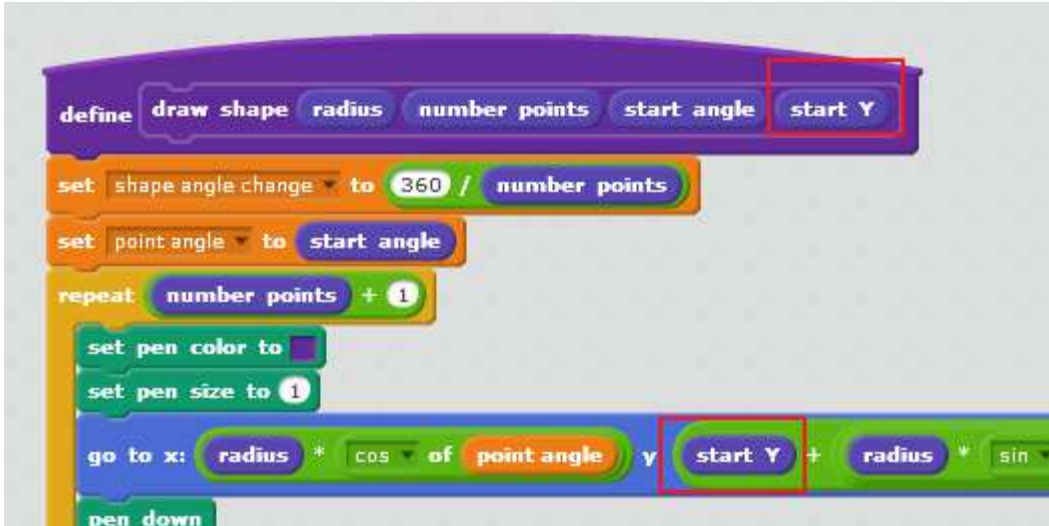 define draw shape radius number points start angle start Y
set shape angle change to 360 / number points
set point angle to start angle
repeat number points + 1
set pen color to
set pen size to 1
go to x: radius * cos of point angle y start Y + radius * sin
pen down